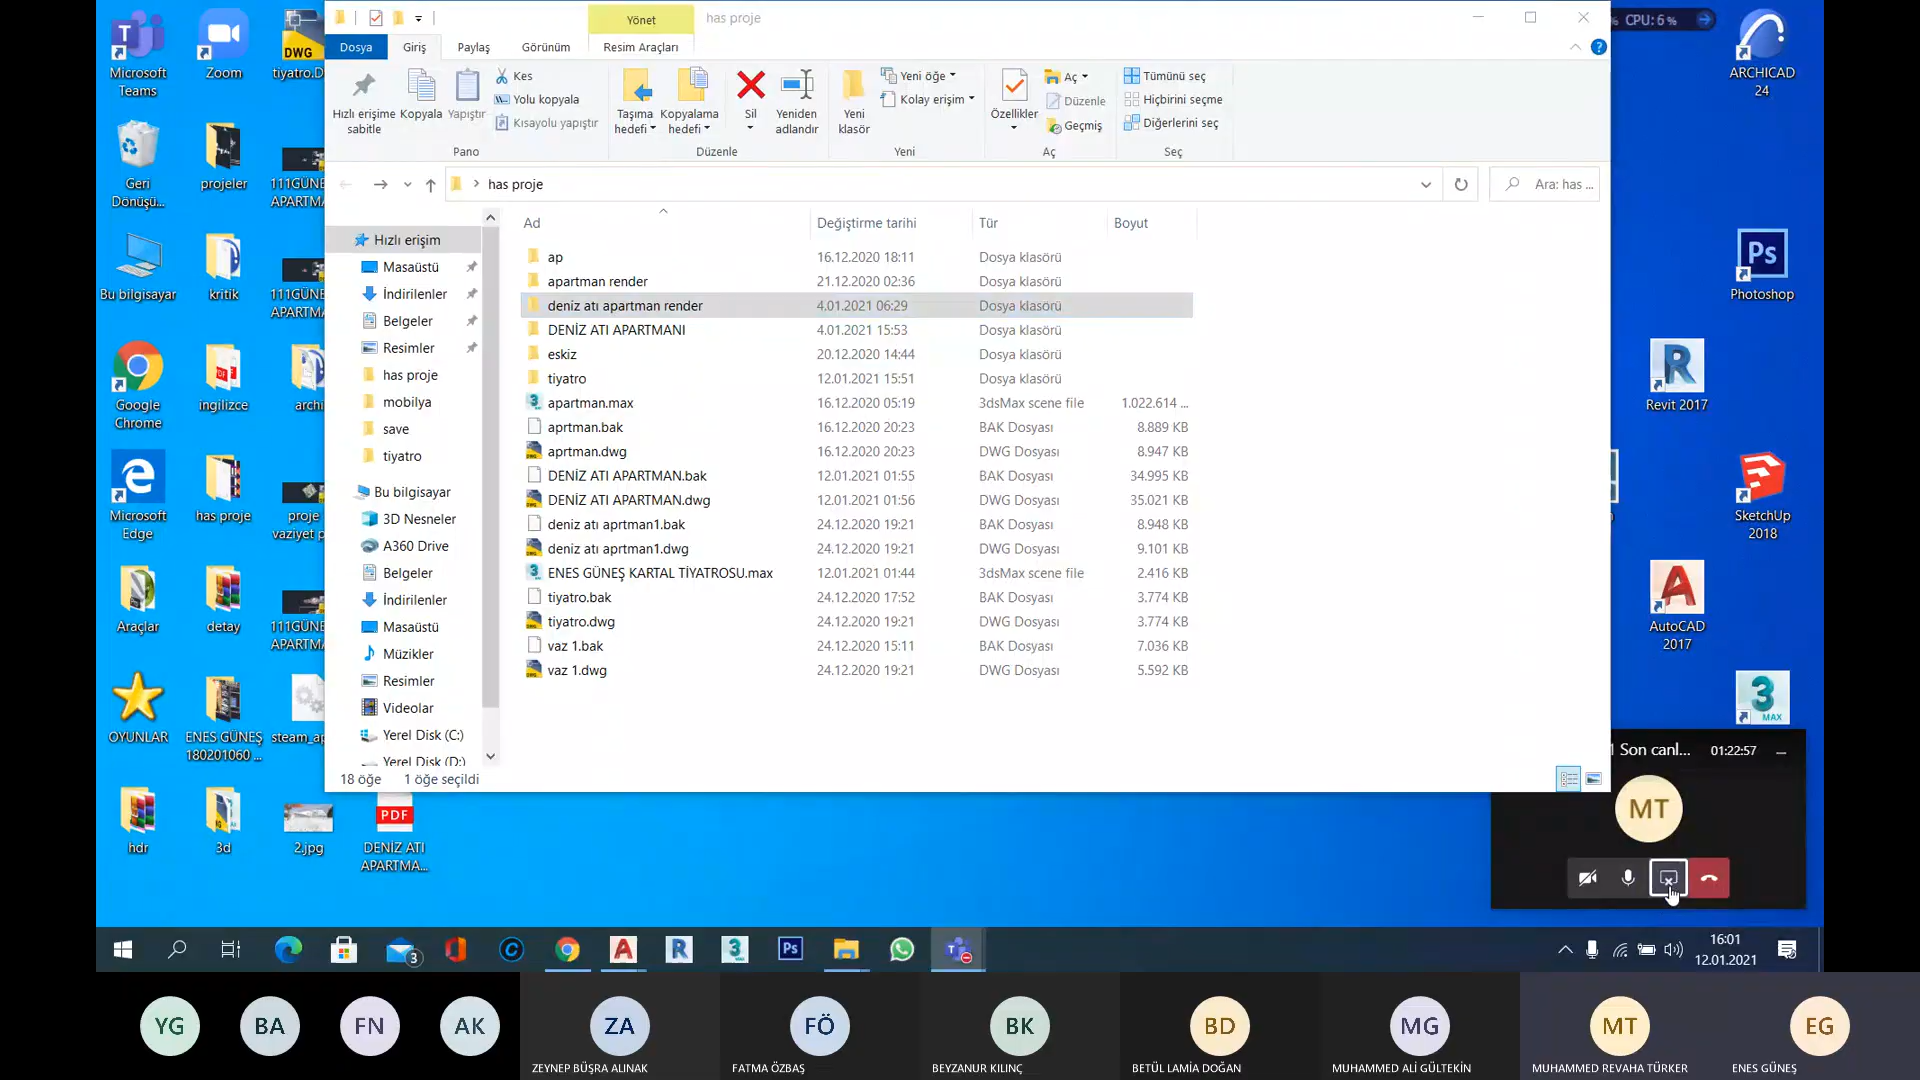 Yönet
has proje
Dosya
Giriş
Paylaş
Görünüm
Resim Araçları
Hızlı erişime sabitle
Kopyala
Yapıştır
Kes
Yolu kopyala
Kısayolu yapıştır
Pano
Taşıma hedefi
Kopyalama hedefi
Sil
Yeniden adlandır
Düzenle
Yeni klasör
Yeni öğe
Kolay erişim
Yeni
Özellikler
Aç
Düzenle
Geçmiş
Aç
Tümünü seç
Hiçbirini seçme
Diğerlerini seç
Seç
has proje
Ara: has ...
Ad
Değiştirme tarihi
Tür
Boyut
ap 16.12.2020 18:11 Dosya klasörü
apartman render 21.12.2020 02:36 Dosya klasörü
deniz atı apartman render 4.01.2021 06:29 Dosya klasörü
DENİZ ATI APARTMANI 4.01.2021 15:53 Dosya klasörü
eskiz 20.12.2020 14:44 Dosya klasörü
tiyatro 12.01.2021 15:51 Dosya klasörü
apartman.max 16.12.2020 05:19 3dsMax scene file 1.022.614 ...
aprtman.bak 16.12.2020 20:23 BAK Dosyası 8.889 KB
aprtman.dwg 16.12.2020 20:23 DWG Dosyası 8.947 KB
DENİZ ATI APARTMAN.bak 12.01.2021 01:55 BAK Dosyası 34.995 KB
DENİZ ATI APARTMAN.dwg 12.01.2021 01:56 DWG Dosyası 35.021 KB
deniz atı aprtman1.bak 24.12.2020 19:21 BAK Dosyası 8.948 KB
deniz atı aprtman1.dwg 24.12.2020 19:21 DWG Dosyası 9.101 KB
ENES GÜNEŞ KARTAL TİYATROSU.max 12.01.2021 01:44 3dsMax scene file 2.416 KB
tiyatro.bak 24.12.2020 17:52 BAK Dosyası 3.774 KB
tiyatro.dwg 24.12.2020 19:21 DWG Dosyası 3.774 KB
vaz 1.bak 24.12.2020 15:11 BAK Dosyası 7.036 KB
vaz 1.dwg 24.12.2020 19:21 DWG Dosyası 5.592 KB
Hızlı erişim
Masaüstü
İndirilenler
Belgeler
Resimler
has proje
mobilya
save
tiyatro
Bu bilgisayar
3D Nesneler
A360 Drive
Belgeler
İndirilenler
Masaüstü
Müzikler
Resimler
Videolar
Yerel Disk (C:)
Yerel Disk (D:)
18 öğe
1 öğe seçildi
Microsoft Teams
Zoom
DWG
tiyatro.D
Geri Dönüşü...
projeler
111GÜNE
APARTM
Bu bilgisayar
kritik
111GÜNE
APARTM
Google Chrome
ingilizce
archi
Microsoft Edge
has proje
proje
vaziyet p
Araçlar
detay
111GÜNE
APARTM
OYUNLAR
ENES GÜNEŞ 180201060 ...
steam_ap
hdr
3d
2.jpg
PDF
DENİZ ATI APARTMA...
% CPU: 6 %
ARCHICAD 24
Ps
Photoshop
R
Revit 2017
SketchUp 2018
A
AutoCAD 2017
3
MAX
Son canl...
01:22:57
MT
3
Ps
16:01
12.01.2021
YG
BA
FN
AK
ZA
ZEYNEP BÜŞRA ALINAK
FÖ
FATMA ÖZBAŞ
BK
BEYZANUR KILINÇ
BD
BETÜL LAMİA DOĞAN
MG
MUHAMMED ALİ GÜLTEKİN
MT
MUHAMMED REVAHA TÜRKER
EG
ENES GÜNEŞ